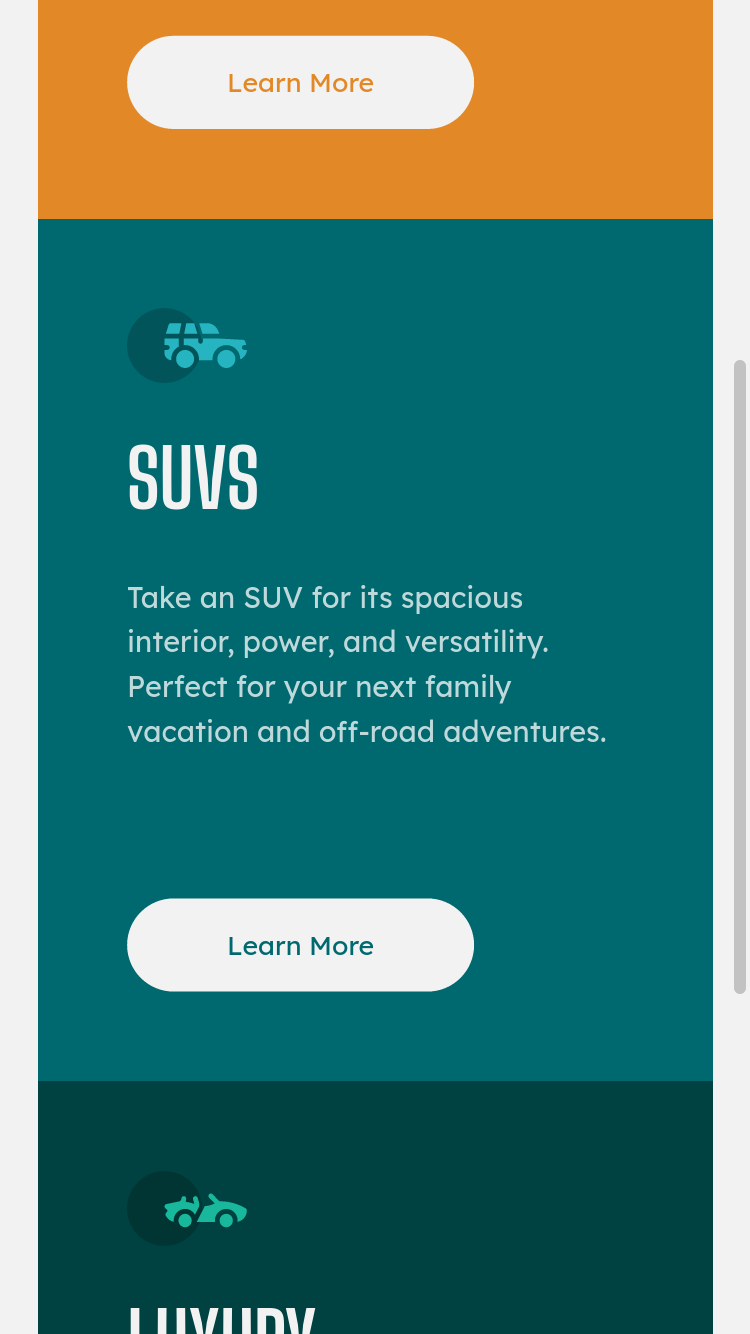 Learn More
SUVS
Take an SUV for its spacious
interior, power, and versatility.
Perfect for your next family
vacation and off-road adventures.
Learn More
LUXURY